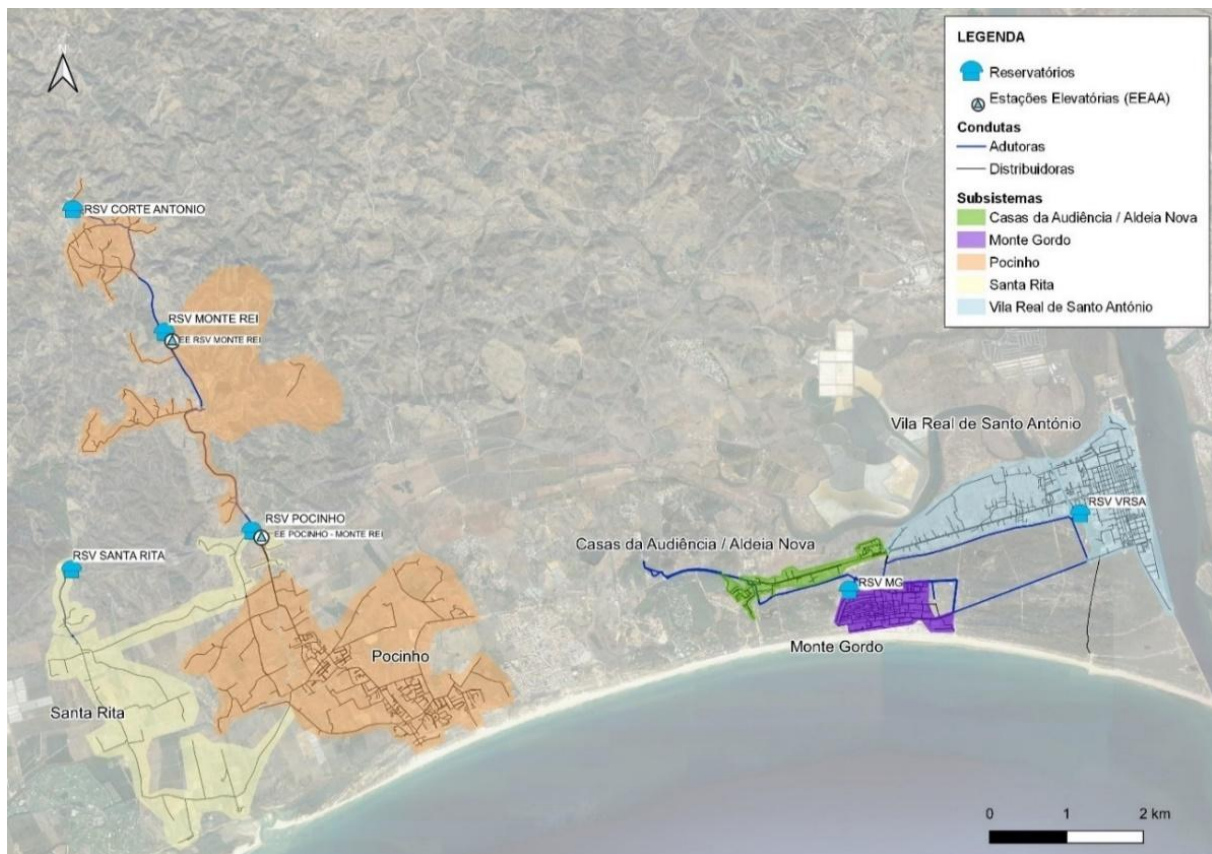 N
LEGENDA
Reservatórios
Estações Elevatórias (EEAA)
Condutas
Adutoras
Distribuidoras
Subsistemas
Casas da Audiência / Aldeia Nova
Monte Gordo
Pocinho
Santa Rita
Vila Real de Santo António
RSV CORTE ANTONIO
RSV MONTE REI
EE RSV MONTE REI
Vila Real de Santo António
RSV VRSA
RSV POCINHO
EE POCINHO - MONTE REI
RSV SANTA RITA
Casas da Audiência / Aldeia Nova
RSV MG
Monte Gordo
Pocinho
Santa Rita
0 1 2 km